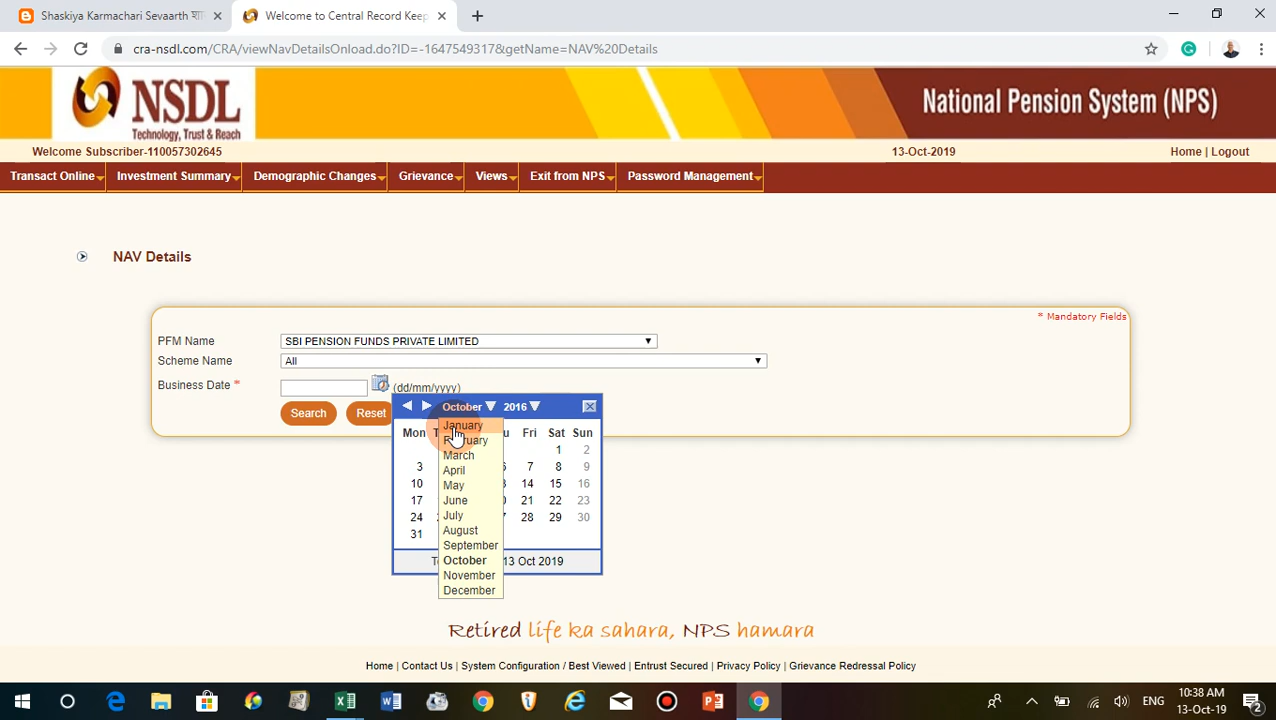 Shaskiya Karmachari Sevaarth
Welcome to Central Record Keep
cra-nsdl.com/CRA/viewNavDetailsOnload.do?ID=-1647549317&getName=NAV%20Details
NSDL
Technology, Trust & Reach
National Pension System (NPS)
Welcome Subscriber-110057302645
13-Oct-2019
Home | Logout
Transact Online
Investment Summary
Demographic Changes
Grievance
Views
Exit from NPS
Password Management
NAV Details
* Mandatory Fields
PFM Name
SBI PENSION FUNDS PRIVATE LIMITED
Scheme Name
All
Business Date *
(dd/mm/yyyy)
Search
Reset
October 2016
Mon Fri Sat Sun
1 2
3 7 8 9
10 14 15 16
17 21 22 23
24 28 29 30
31
13 Oct 2019
January
February
March
April
May
June
July
August
September
October
November
December
Retired life ka sahara, NPS hamara
Home | Contact Us | System Configuration / Best Viewed | Entrust Secured | Privacy Policy | Grievance Redressal Policy
ENG
10:38 AM
13-Oct-19
2